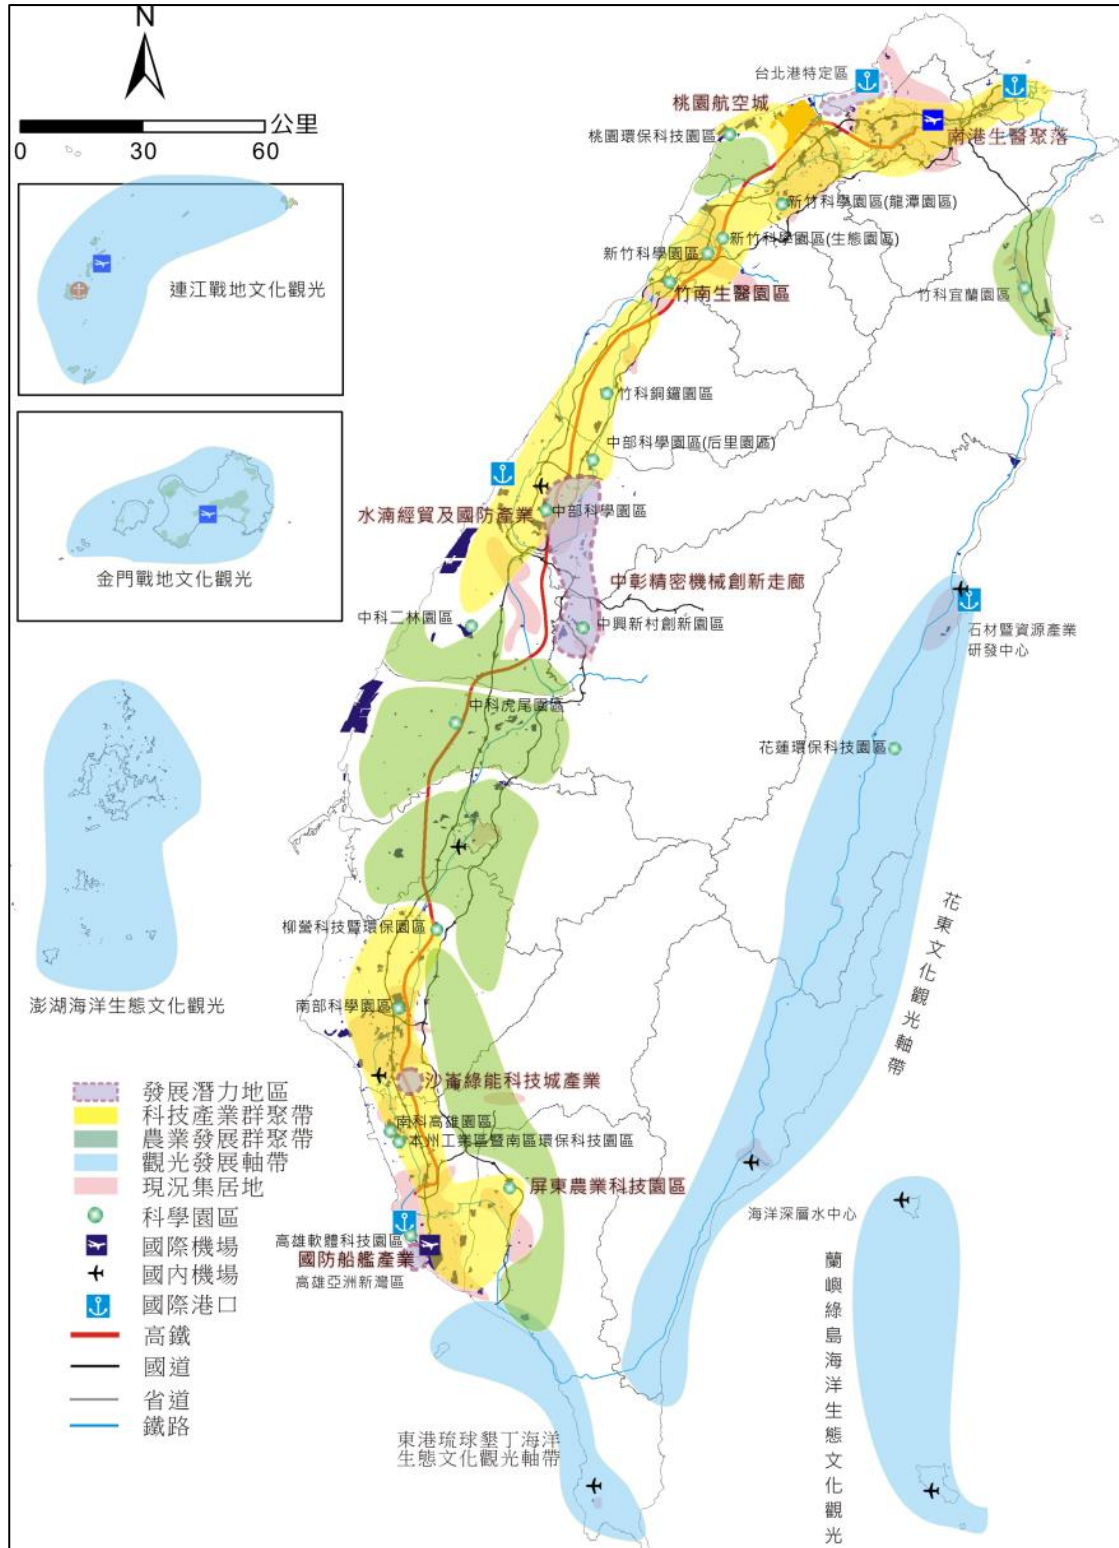 N
公里
0 30 60
連江戰地文化觀光
金門戰地文化觀光
澎湖海洋生態文化觀光
台北港特定區
桃園航空城
桃園環保科技園區
南港生醫聚落
新竹科學園區(龍潭園區)
新竹科學園區(生態園區)
新竹科學園區
竹南生醫園區
竹科宜蘭園區
竹科銅鑼園區
中部科學園區(后里園區)
中部科學園區
水湳經貿及國防產業
中彰精密機械創新走廊
中科二林園區
中興新村創新園區
石材暨資源產業
研發中心
中科虎尾園區
花蓮環保科技園區
花東文化觀光軸帶
柳營科技暨環保園區
南部科學園區
沙崙綠能科技城產業
南科高雄園區
本州工業區暨南區環保科技園區
屏東農業科技園區
海洋深層水中心
高雄軟體科技園區
國防船艦產業
高雄亞洲新灣區
蘭嶼綠島海洋生態文化觀光
東港琉球墾丁海洋
生態文化觀光軸帶
發展潛力地區
科技產業群聚帶
農業發展群聚帶
觀光發展軸帶
現況集居地
科學園區
國際機場
國內機場
國際港口
高鐵
國道
省道
鐵路